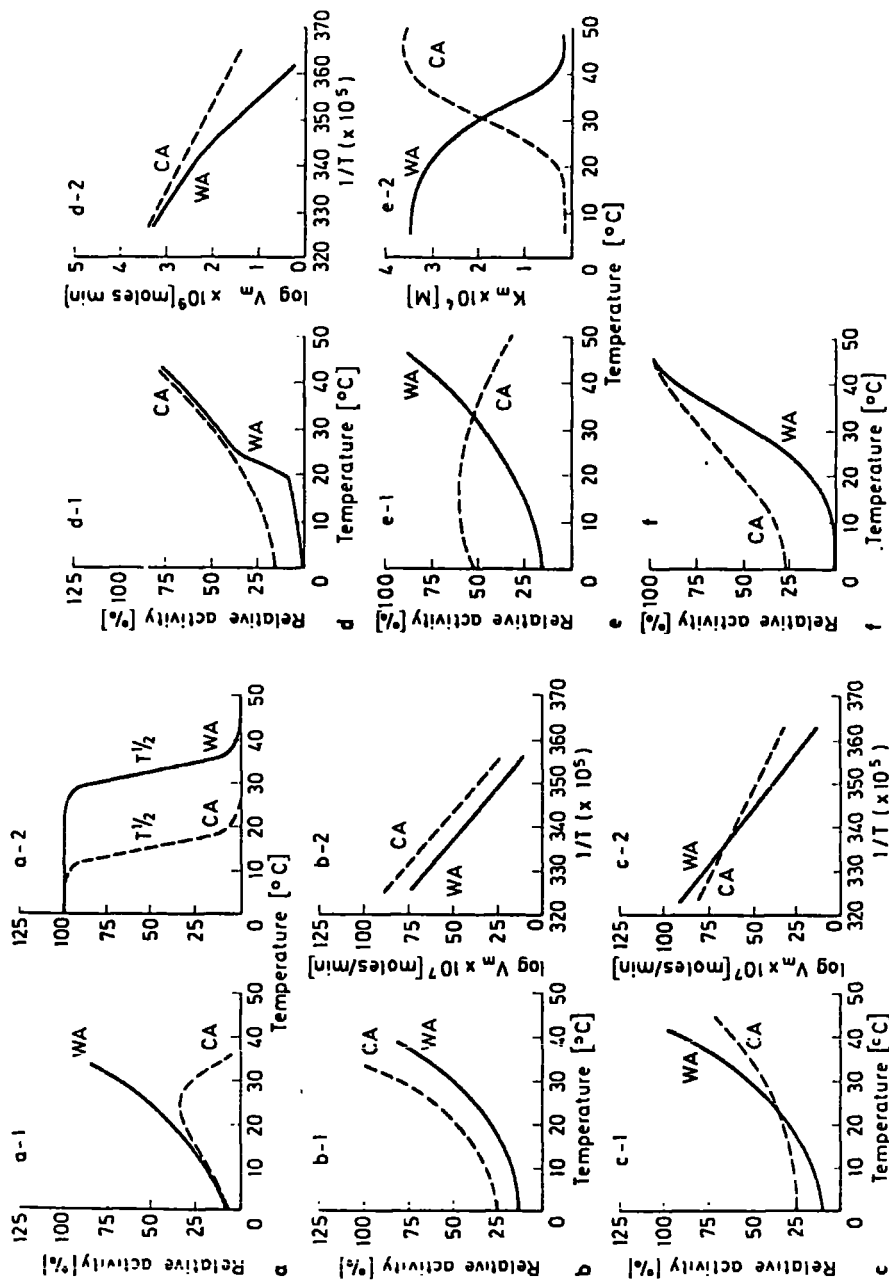 a-1
125
100
75
50
25
Relative activity [%]
WA
CA
0 10 20 30 40 50
a
a-2
125
100
75
50
25
T½
T½
CA
WA
0 10 20 30 40 50
Temperature [°C]
d-1
125
100
75
50
25
Relative activity [%]
CA
WA
0 10 20 30 40 50
Temperature [°C]
d
d-2
5
4
3
2
1
0
log Vm x 10⁹ [moles min]
CA
WA
320 330 340 350 360 370
1/T (x 10⁵)
b-1
125
100
75
50
25
Relative activity [%]
CA
WA
0 10 20 30 40 50
Temperature [°C]
b
b-2
125
100
75
50
25
0
log Vm x 10⁷ [moles/min]
CA
WA
320 330 340 350 360 370
1/T (x 10⁵)
e-1
125
100
75
50
25
Relative activity [%]
WA
CA
0 10 20 30 40 50
e
e-2
4
3
2
1
Km x 10⁴ [M]
WA
CA
0 10 20 30 40 50
Temperature [°C]
c-1
125
100
75
50
25
Relative activity [%]
WA
CA
0 10 20 30 40 50
Temperature [°C]
c
c-2
125
100
75
50
25
0
log Vm x 10⁷ [moles/min]
WA
CA
320 330 340 350 360 370
1/T (x 10⁵)
f
100
75
50
25
Relative activity [%]
CA
WA
0 10 20 30 40 50
Temperature [°C]
f